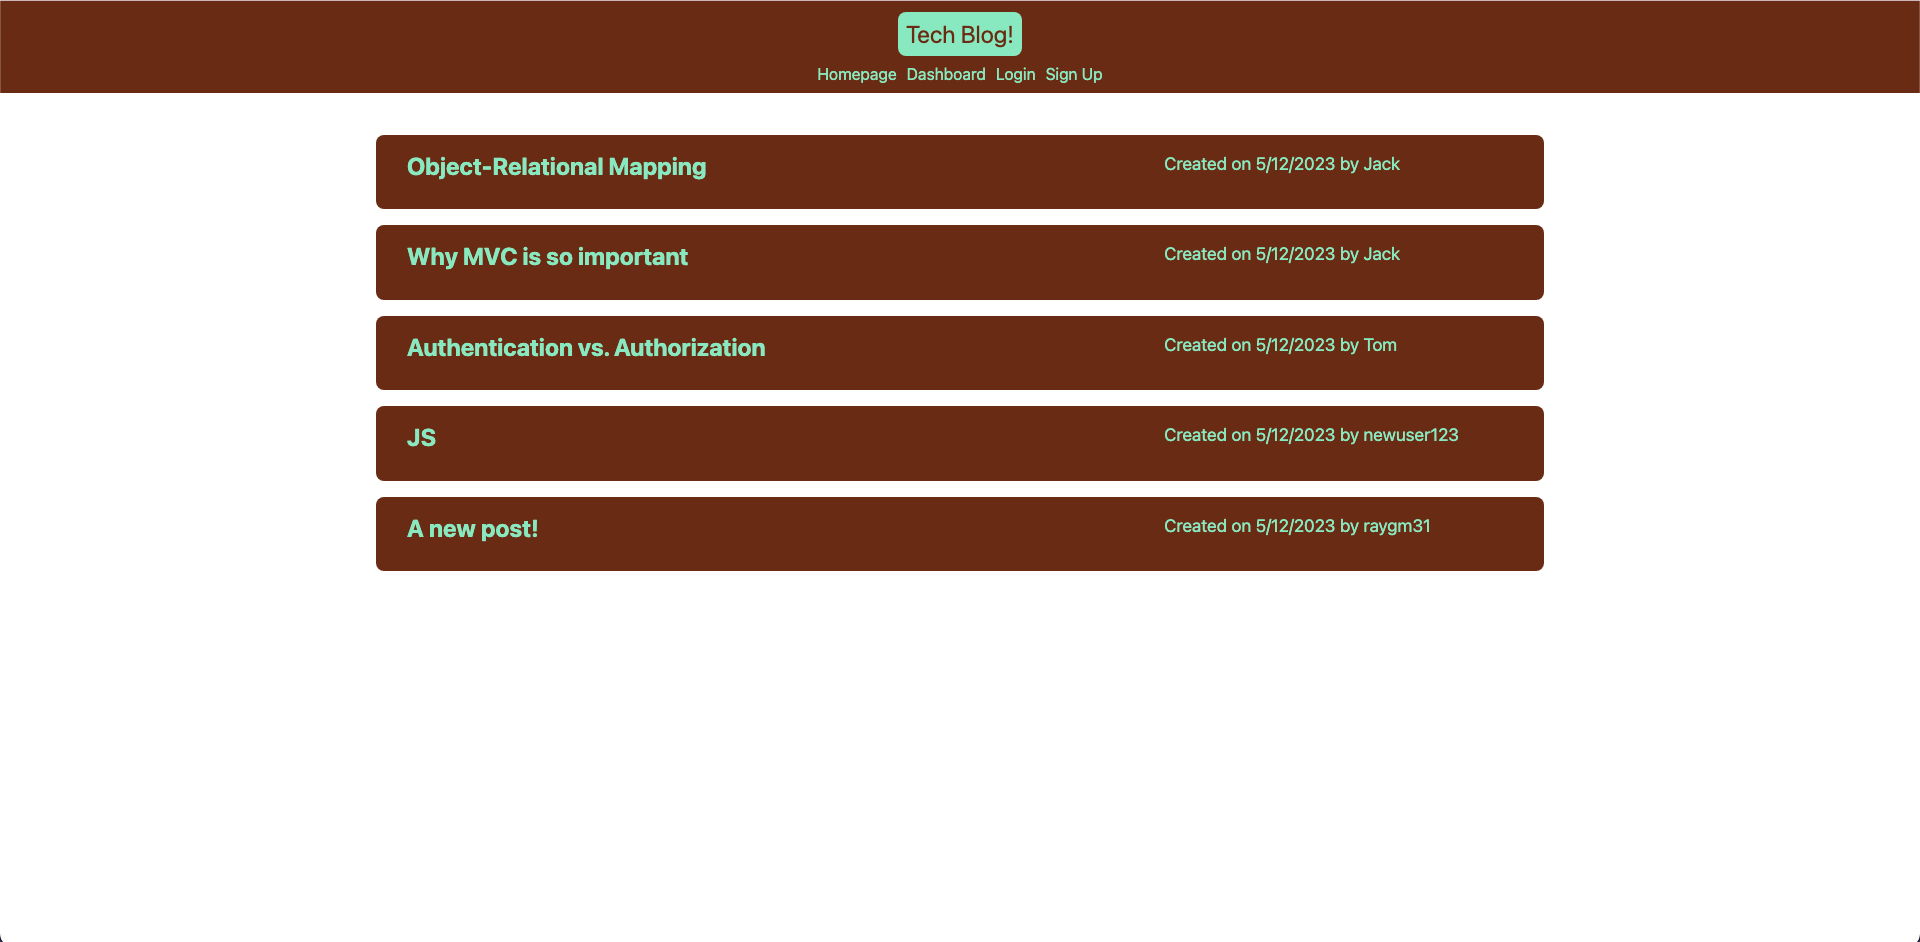 Tech Blog!
Homepage Dashboard Login Sign Up
Object-Relational Mapping
Created on 5/12/2023 by Jack
Why MVC is so important
Created on 5/12/2023 by Jack
Authentication vs. Authorization
Created on 5/12/2023 by Tom
JS
Created on 5/12/2023 by newuser123
A new post!
Created on 5/12/2023 by raygm31